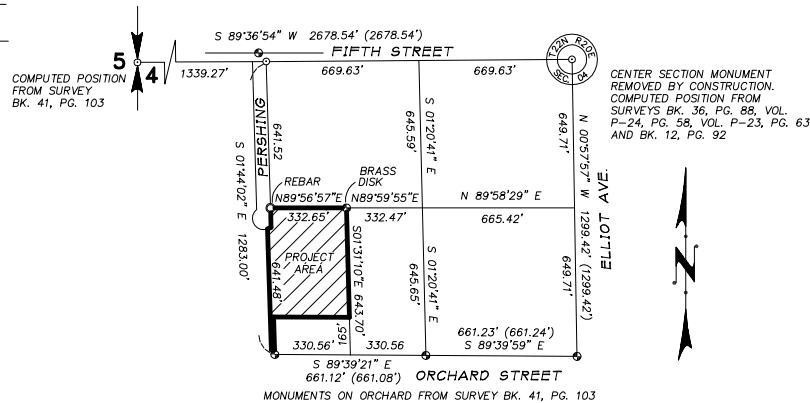 S 89°36'54" W 2678.54' (2678.54')
FIFTH STREET
5
4
1339.27'
669.63'
669.63'
T22N R20E
SEC. 04
COMPUTED POSITION
FROM SURVEY
BK. 41, PG. 103
CENTER SECTION MONUMENT
REMOVED BY CONSTRUCTION.
COMPUTED POSITION FROM
SURVEYS BK. 36, PG. 88, VOL.
P-24, PG. 58, VOL. P-23, PG. 63
AND BK. 12, PG. 92
PERSHING
641.52
S 01°44'02" E 1283.00'
S 01°20'41" E
645.59'
649.71'
N 00°57'57" W 1299.42' (1299.42')
ELLIOT AVE.
REBAR
BRASS
DISK
N89°56'57"E
N89°59'55"E
N 89°58'29" E
332.65'
332.47'
665.42'
PROJECT
AREA
641.48'
S01°31'10"E 643.70'
165'
S 01°20'41" E
645.65'
649.71'
N
330.56'
330.56
661.23' (661.24')
S 89°39'59" E
S 89°39'21" E
661.12' (661.08')
ORCHARD STREET
MONUMENTS ON ORCHARD FROM SURVEY BK. 41, PG. 103